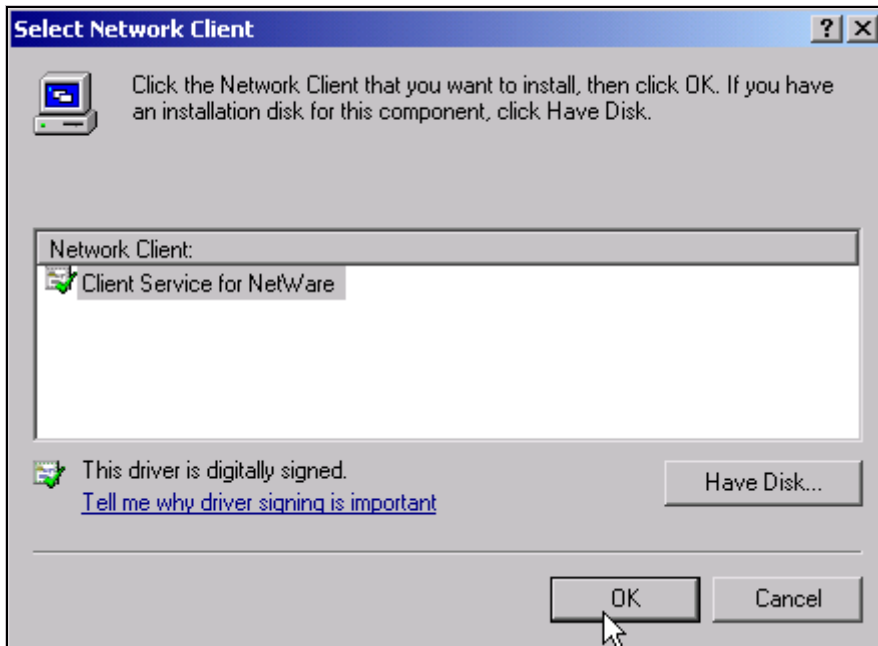 Select Network Client
Click the Network Client that you want to install, then click OK. If you have
an installation disk for this component, click Have Disk.
Network Client:
Client Service for NetWare
This driver is digitally signed.
Tell me why driver signing is important
Have Disk...
OK
Cancel